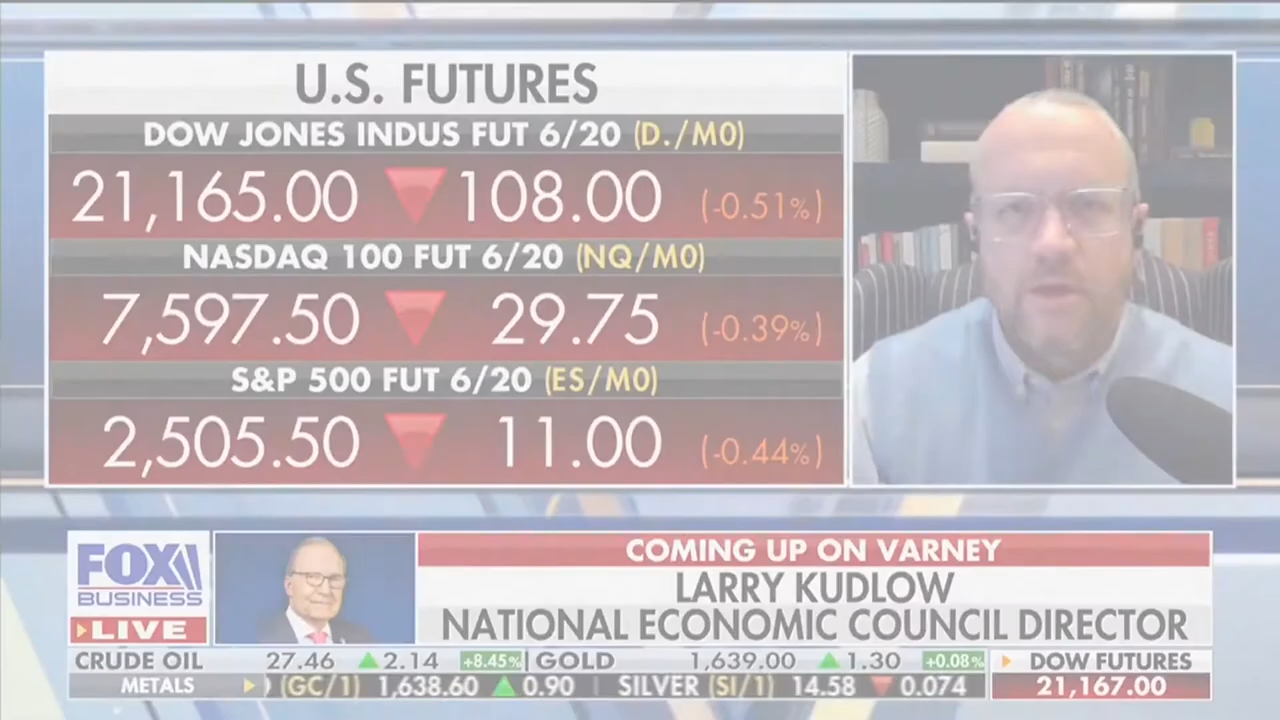 U.S. FUTURES
DOW JONES INDUS FUT 6/20 (D./M0)
21,165.00 ▼ 108.00 (-0.51%)
NASDAQ 100 FUT 6/20 (NQ/M0)
7,597.50 ▼ 29.75 (-0.39%)
S&P 500 FUT 6/20 (ES/M0)
2,505.50 ▼ 11.00 (-0.44%)
FOX
BUSINESS
LIVE
COMING UP ON VARNEY
LARRY KUDLOW
NATIONAL ECONOMIC COUNCIL DIRECTOR
CRUDE OIL 27.46 ▲ 2.14 +8.45% | GOLD 1,639.00 ▲ 1.30 +0.08%
DOW FUTURES
METALS ) (GC/1) 1,638.60 ▲ 0.90 | SILVER (SI/1) 14.58 ▼ 0.074
21,167.00